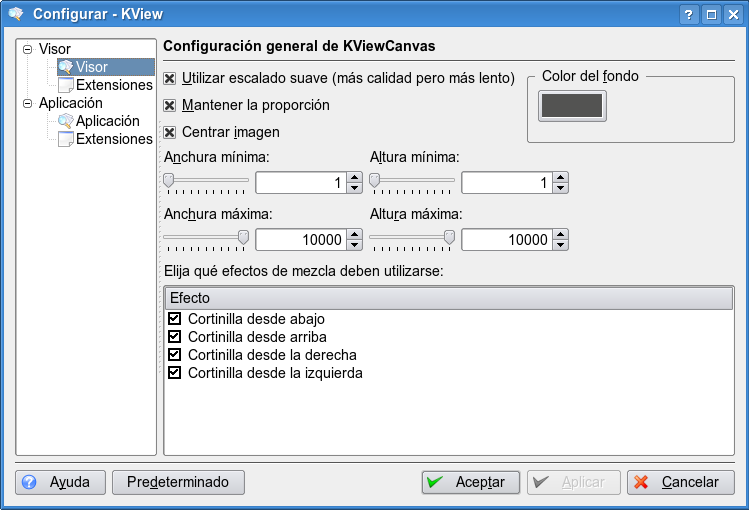 Configurar - KView
Visor
Visor
Extensiones
Aplicación
Aplicación
Extensiones
Configuración general de KViewCanvas
Utilizar escalado suave (más calidad pero más lento)
Mantener la proporción
Centrar imagen
Color del fondo
Anchura mínima:
Altura mínima:
1
1
Anchura máxima:
Altura máxima:
10000
10000
Elija qué efectos de mezcla deben utilizarse:
Efecto
Cortinilla desde abajo
Cortinilla desde arriba
Cortinilla desde la derecha
Cortinilla desde la izquierda
Ayuda
Predeterminado
Aceptar
Aplicar
Cancelar